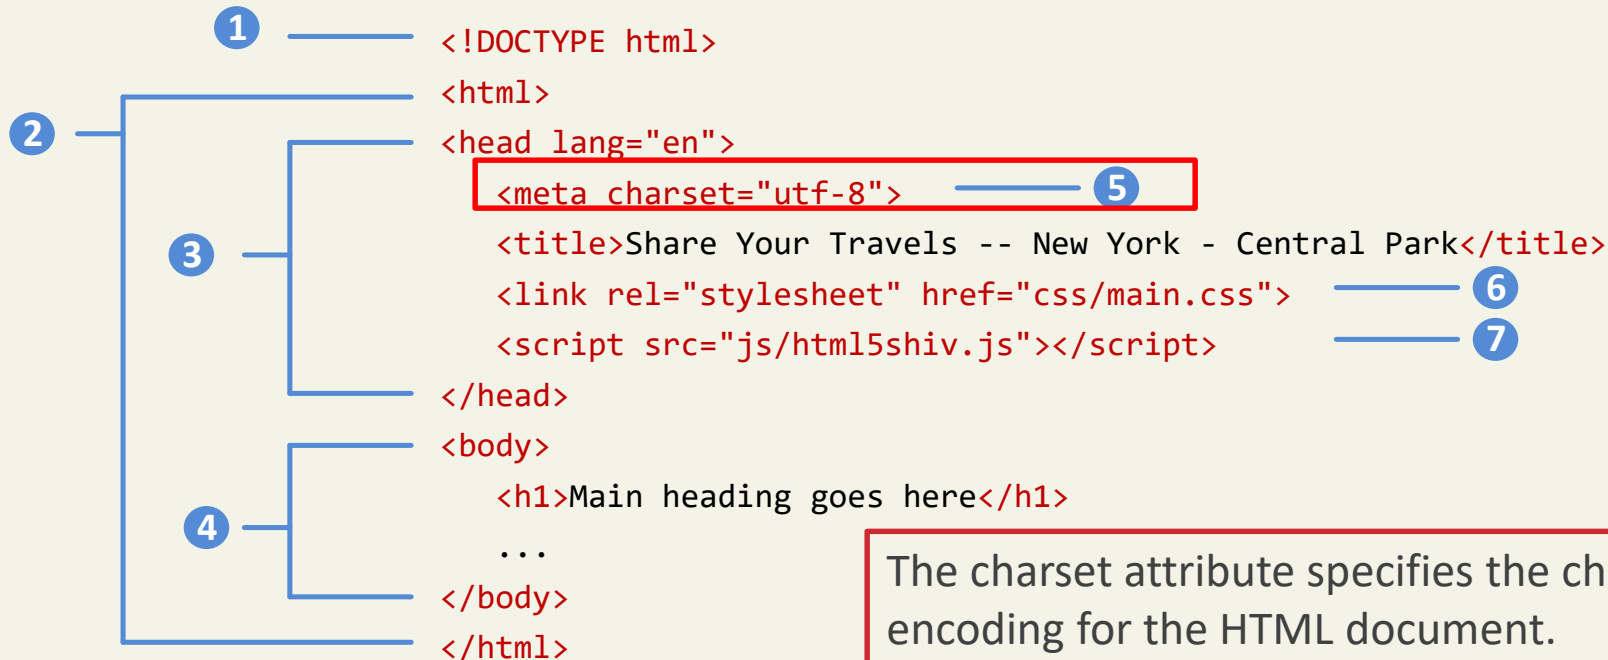 1 <!DOCTYPE html>
<html>
2
<head lang="en">
<meta charset="utf-8"> 5
3 <title>Share Your Travels -- New York - Central Park</title>
<link rel="stylesheet" href="css/main.css"> 6
<script src="js/html5shiv.js"></script> 7
</head>
<body>
<h1>Main heading goes here</h1>
4
...
</body>
</html>
The charset attribute specifies the
encoding for the HTML document.